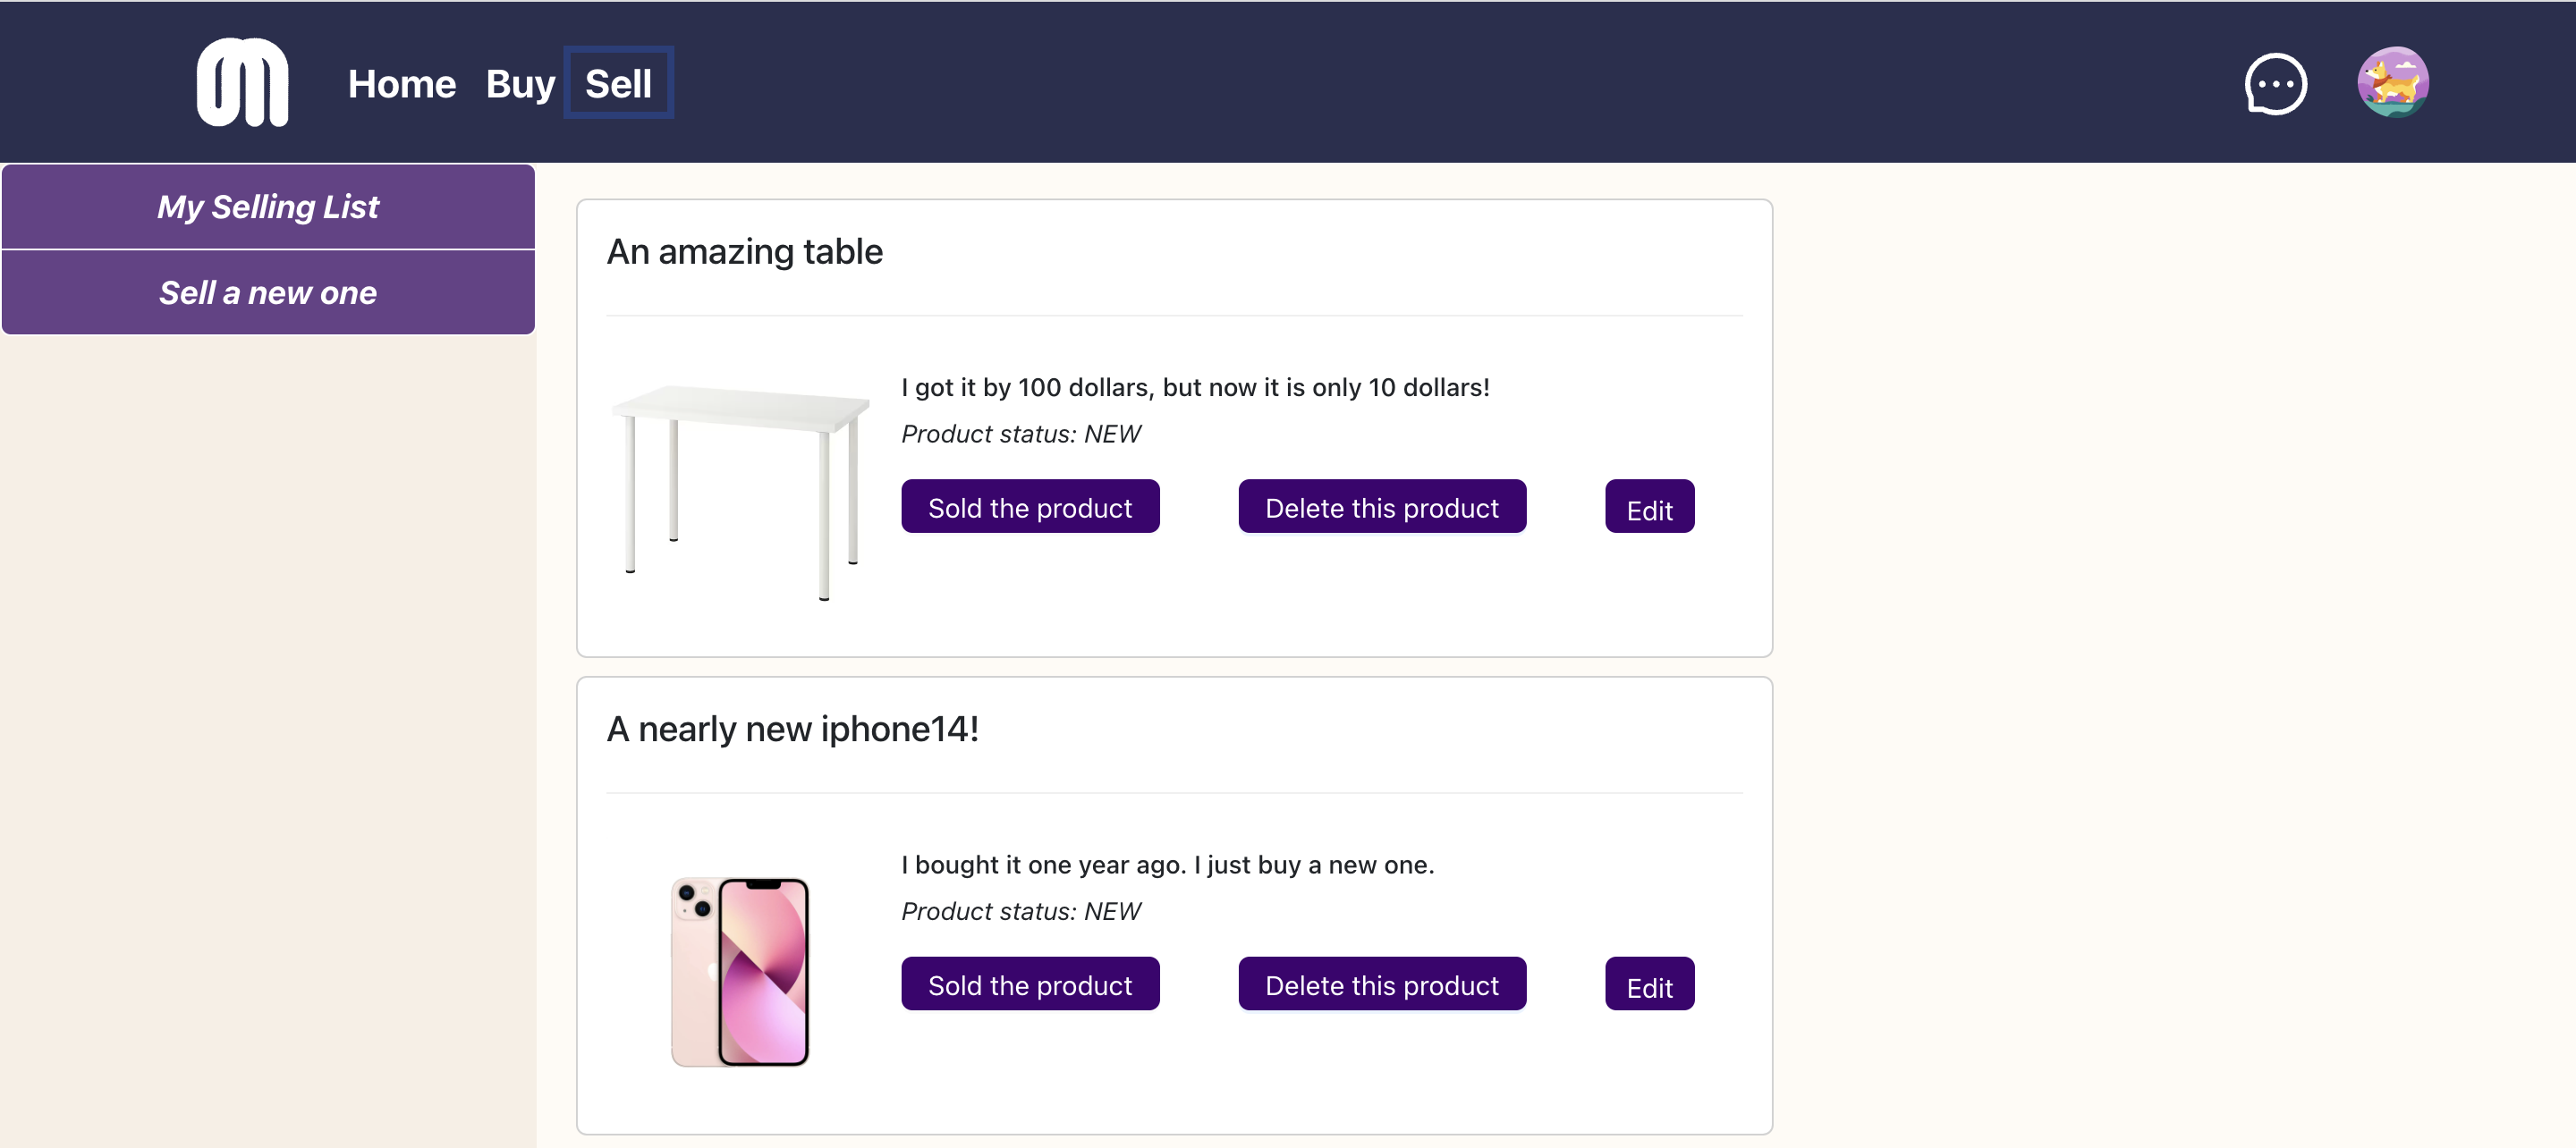 Home Buy Sell
My Selling List
Sell a new one
An amazing table
I got it by 100 dollars, but now it is only 10 dollars!
Product status: NEW
Sold the product Delete this product Edit
A nearly new iphone14!
I bought it one year ago. I just buy a new one.
Product status: NEW
Sold the product Delete this product Edit